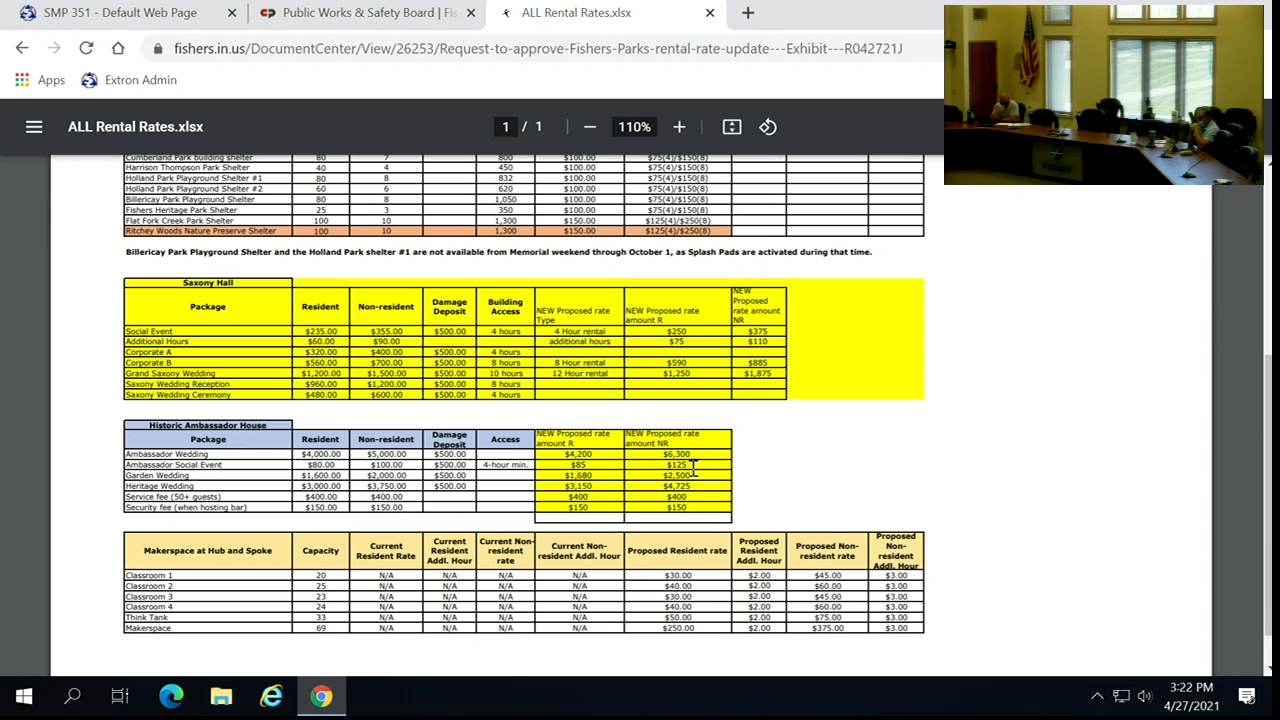 SMP 351 - Default Web Page
Public Works & Safety Board | Fis
ALL Rental Rates.xlsx
fishers.in.us/DocumentCenter/View/26253/Request-to-approve-Fishers-Parks-rental-rate-update---Exhibit---R042721J
Apps Extron Administration
ALL Rental Rates.xlsx 1 / 1 110%
Cumberland Park building shelter 80 7 800 $100.00 $75(4)/$150(8)
Harrison Thompson Park Shelter 40 4 450 $100.00 $75(4)/$150(8)
Holland Park Playground Shelter #1 80 8 832 $100.00 $75(4)/$150(8)
Holland Park Playground Shelter #2 60 6 620 $100.00 $75(4)/$150(8)
Billericay Park Playground Shelter 80 8 1,050 $100.00 $75(4)/$150(8)
Fishers Heritage Park Shelter 25 3 350 $100.00 $75(4)/$150(8)
Flat Fork Creek Park Shelter 100 10 1,300 $150.00 $125(4)/$250(8)
Ritchey Woods Nature Preserve Shelter 100 10 1,300 $150.00 $125(4)/$250(8)
Billericay Park Playground Shelter and the Holland Park shelter #1 are not available from Memorial weekend through October 1, as Splash Pads are activated during that time.
Saxony Hall
Package Resident Non-resident Damage Deposit Building Access NEW Proposed rate Type NEW Proposed rate amount R NEW Proposed rate amount NR
Social Event $235.00 $355.00 $500.00 4 hours 4 Hour rental $250 $375
Additional Hours $60.00 $90.00 additional hours $75 $110
Corporate A $320.00 $400.00 $500.00 4 hours
Corporate B $560.00 $700.00 $500.00 8 hours 8 Hour rental $590 $885
Grand Saxony Wedding $1,200.00 $1,500.00 $500.00 10 hours 12 Hour rental $1,250 $1,875
Saxony Wedding Reception $960.00 $1,200.00 $500.00 8 hours
Saxony Wedding Ceremony $480.00 $600.00 $500.00 4 hours
Historic Ambassador House
Package Resident Non-resident Damage Deposit Access NEW Proposed rate amount R NEW Proposed rate amount NR
Ambassador Wedding $4,000.00 $5,000.00 $500.00 $4,200 $6,300
Ambassador Social Event $80.00 $100.00 $500.00 4-hour min. $85 $125
Garden Wedding $1,600.00 $2,000.00 $500.00 $1,680 $2,500
Heritage Wedding $3,000.00 $3,750.00 $500.00 $3,150 $4,725
Service fee (50+ guests) $400.00 $400.00 $400 $400
Security fee (when hosting bar) $150.00 $150.00 $150 $150
Makerspace at Hub and Spoke Capacity Current Resident Rate Current Resident Addl. Hour Current Non-resident rate Current Non-resident Addl. Hour Proposed Resident rate Proposed Resident Addl. Hour Proposed Non-resident rate Proposed Non-resident Addl. Hour
Classroom 1 20 N/A N/A N/A N/A $30.00 $2.00 $45.00 $3.00
Classroom 2 25 N/A N/A N/A N/A $40.00 $2.00 $60.00 $3.00
Classroom 3 23 N/A N/A N/A N/A $30.00 $2.00 $45.00 $3.00
Classroom 4 24 N/A N/A N/A N/A $40.00 $2.00 $60.00 $3.00
Think Tank 33 N/A N/A N/A N/A $50.00 $2.00 $75.00 $3.00
Makerspace 69 N/A N/A N/A N/A $250.00 $2.00 $375.00 $3.00
3:22 PM
4/27/2021